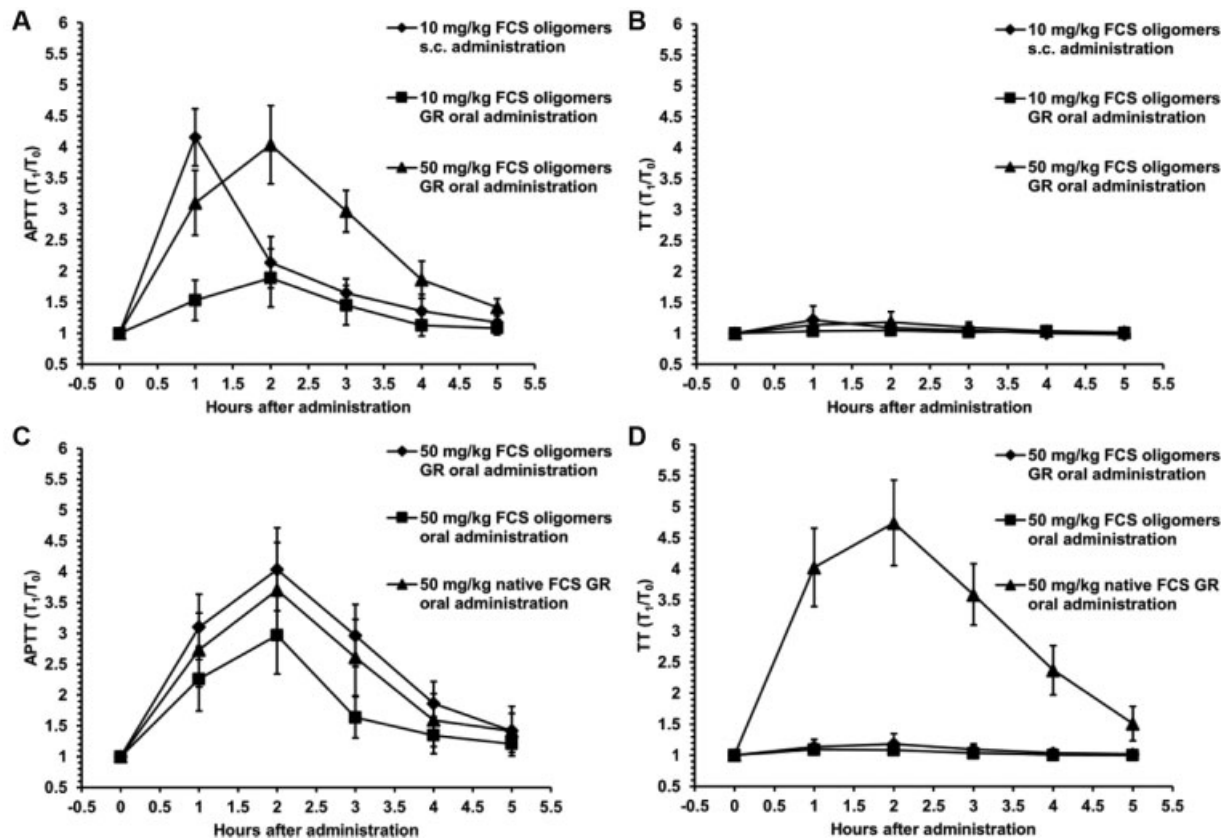 A
APTT (T₁/T₀)
6
5.5
5
4.5
4
3.5
3
2.5
2
1.5
1
0.5
10 mg/kg FCS oligomers
s.c. administration
10 mg/kg FCS oligomers
GR oral administration
50 mg/kg FCS oligomers
GR oral administration
-0.5 0 0.5 1 1.5 2 2.5 3 3.5 4 4.5 5 5.5
Hours after administration
B
TT (T₁/T₀)
6
5.5
5
4.5
4
3.5
3
2.5
2
1.5
1
0.5
10 mg/kg FCS oligomers
s.c. administration
10 mg/kg FCS oligomers
GR oral administration
50 mg/kg FCS oligomers
GR oral administration
-0.5 0 0.5 1 1.5 2 2.5 3 3.5 4 4.5 5 5.5
Hours after administration
C
APTT (T₁/T₀)
6
5.5
5
4.5
4
3.5
3
2.5
2
1.5
1
0.5
50 mg/kg FCS oligomers
GR oral administration
50 mg/kg FCS oligomers
oral administration
50 mg/kg native FCS GR
oral administration
-0.5 0 0.5 1 1.5 2 2.5 3 3.5 4 4.5 5 5.5
Hours after administration
D
TT (T₁/T₀)
6
5.5
5
4.5
4
3.5
3
2.5
2
1.5
1
0.5
50 mg/kg FCS oligomers
GR oral administration
50 mg/kg FCS oligomers
oral administration
50 mg/kg native FCS GR
oral administration
-0.5 0 0.5 1 1.5 2 2.5 3 3.5 4 4.5 5 5.5
Hours after administration